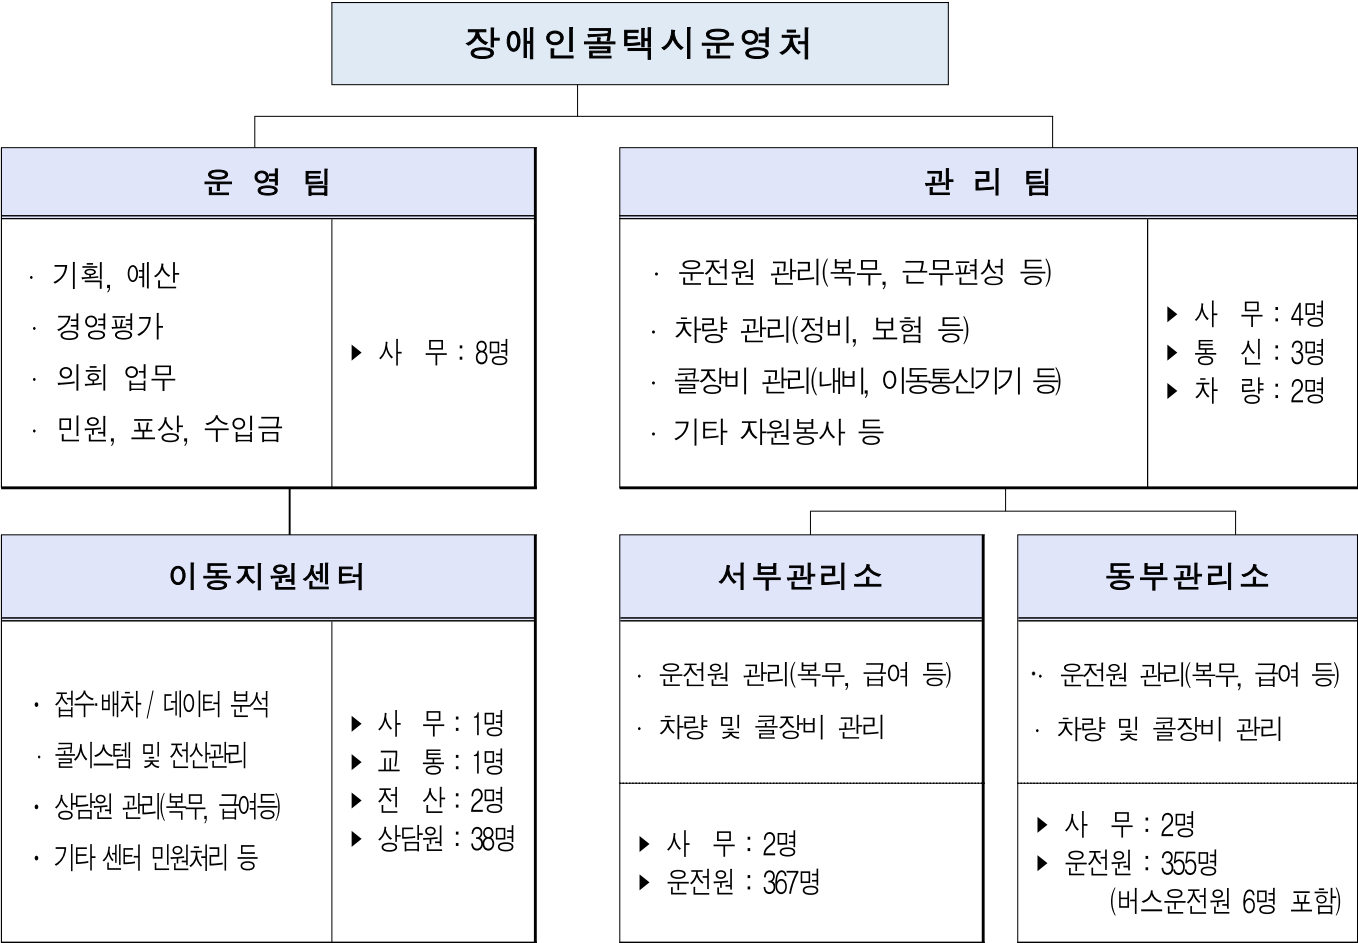 장애인콜택시운영처
운 영 팀
· 기획, 예산
· 경영평가
· 의회 업무
· 민원, 포상, 수입금
▶ 사 무 : 8명
관 리 팀
· 운전원 관리(복무, 근무편성 등)
· 차량 관리(정비, 보험 등)
· 콜장비 관리(내비, 이동통신기기 등)
· 기타 자원봉사 등
▶ 사 무 : 4명
▶ 통 신 : 3명
▶ 차 량 : 2명
이동지원센터
· 접수·배차 / 데이터 분석
· 콜시스템 및 전산관리
· 상담원 관리(복무, 급여등)
· 기타 센터 민원처리 등
▶ 사 무 : 1명
▶ 교 통 : 1명
▶ 전 산 : 2명
▶ 상담원 : 38명
서부관리소
· 운전원 관리(복무, 급여 등)
· 차량 및 콜장비 관리
▶ 사 무 : 2명
▶ 운전원 : 367명
동부관리소
·· 운전원 관리(복무, 급여 등)
· 차량 및 콜장비 관리
▶ 사 무 : 2명
▶ 운전원 : 355명
(버스운전원 6명 포함)